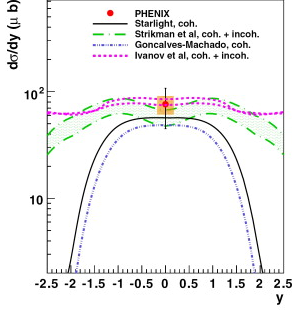 PHENIX
Starlight, coh.
Strikman et al, coh. + incoh.
Goncalves-Machado, coh.
Ivanov et al, coh. + incoh.
dσ/dy (μ b)
10²
10
-2.5 -2 -1.5 -1 -0.5 0 0.5 1 1.5 2 2.5
y